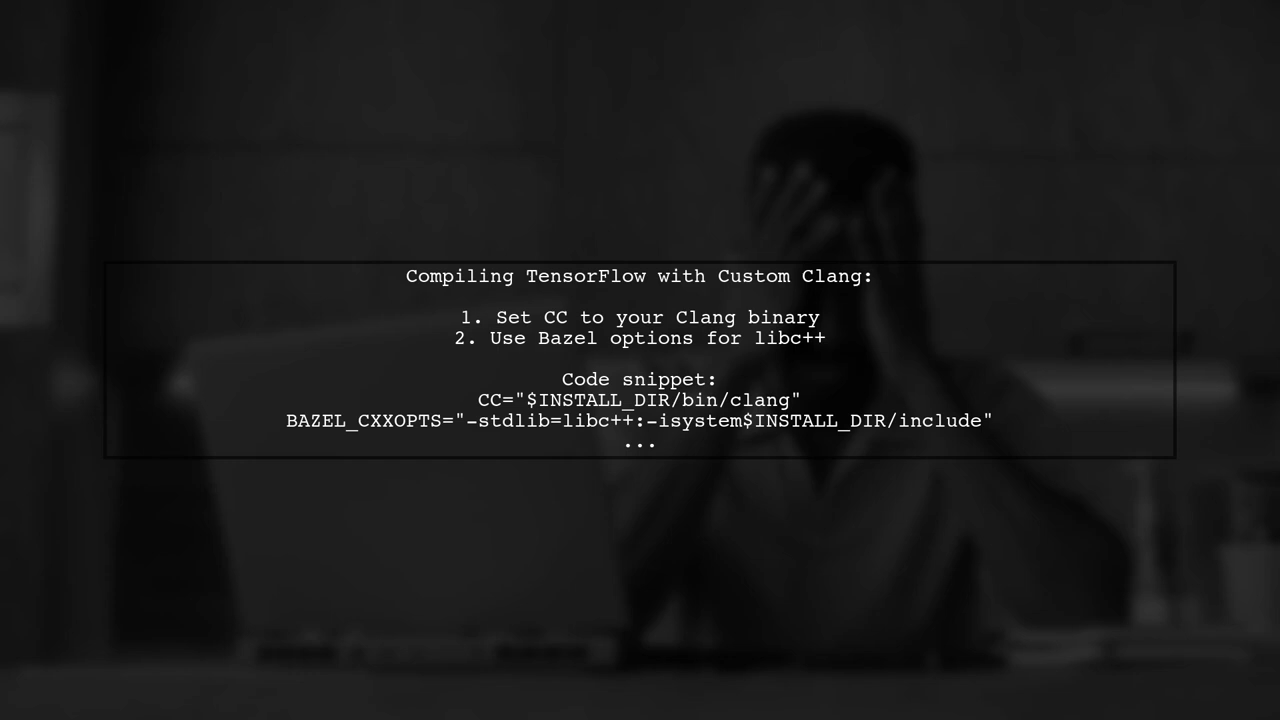 Compiling TensorFlow with Custom Clang:
1. Set CC to your Clang binary
2. Use Bazel options for libc++
Code snippet:
CC="$INSTALL_DIR/bin/clang"
BAZEL_CXXOPTS="-stdlib=libc++:-isystem$INSTALL_DIR/include"
...